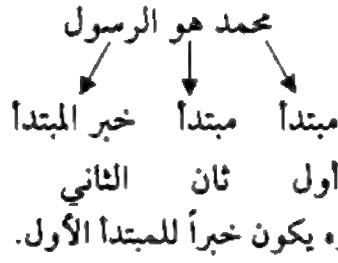 محمد هو الرسول
مبتدأ مبتدأ خبر المبتدأ
أول ثان الثاني
يكون خبراً للمبتدأ الأول.